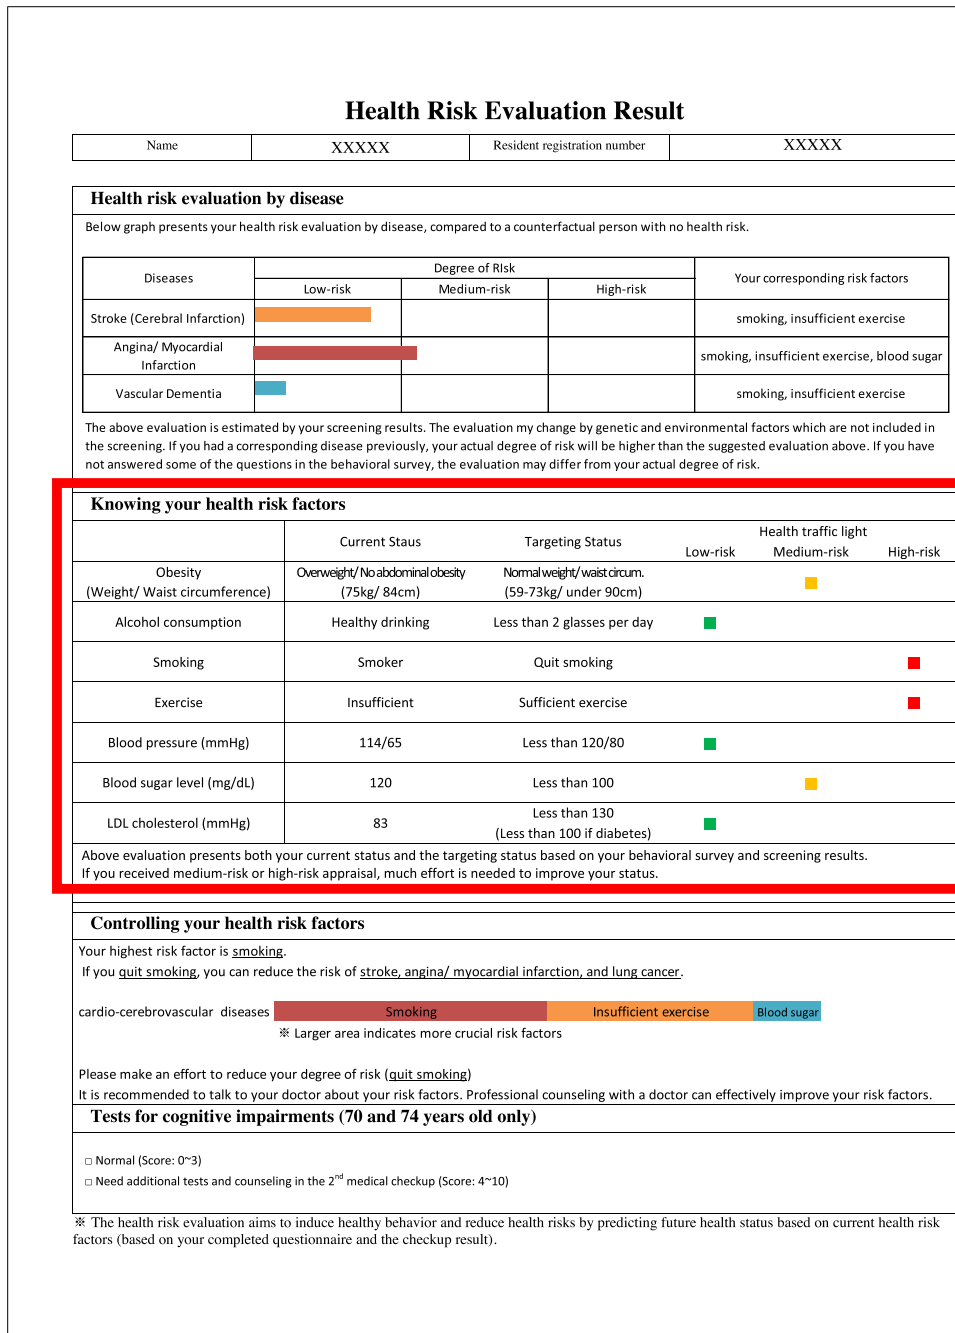 Health Risk Evaluation Result
Name XXXXX Resident registration number XXXXX
Health risk evaluation by disease
Below graph presents your health risk evaluation by disease, compared to a counterfactual person with no health risk.
Diseases Degree of RIsk Your corresponding risk factors
Low-risk Medium-risk High-risk
Stroke (Cerebral Infarction) smoking, insufficient exercise
Angina/ Myocardial
Infarction smoking, insufficient exercise, blood sugar
Vascular Dementia smoking, insufficient exercise
The above evaluation is estimated by your screening results. The evaluation my change by genetic and environmental factors which are not included in
the screening. If you had a corresponding disease previously, your actual degree of risk will be higher than the suggested evaluation above. If you have
not answered some of the questions in the behavioral survey, the evaluation may differ from your actual degree of risk.
Knowing your health risk factors
Current Staus Targeting Status Health traffic light
Low-risk Medium-risk High-risk
Obesity Overweight/ No abdominal obesity Normal weight/ waist circum.
(Weight/ Waist circumference) (75kg/ 84cm) (59-73kg/ under 90cm)
Alcohol consumption Healthy drinking Less than 2 glasses per day
Smoking Smoker Quit smoking
Exercise Insufficient Sufficient exercise
Blood pressure (mmHg) 114/65 Less than 120/80
Blood sugar level (mg/dL) 120 Less than 100
LDL cholesterol (mmHg) 83 Less than 130
(Less than 100 if diabetes)
Above evaluation presents both your current status and the targeting status based on your behavioral survey and screening results.
If you received medium-risk or high-risk appraisal, much effort is needed to improve your status.
Controlling your health risk factors
Your highest risk factor is smoking.
If you quit smoking, you can reduce the risk of stroke, angina/ myocardial infarction, and lung cancer.
cardio-cerebrovascular diseases Smoking Insufficient exercise Blood sugar
※ Larger area indicates more crucial risk factors
Please make an effort to reduce your degree of risk (quit smoking)
It is recommended to talk to your doctor about your risk factors. Professional counseling with a doctor can effectively improve your risk factors.
Tests for cognitive impairments (70 and 74 years old only)
□ Normal (Score: 0~3)
□ Need additional tests and counseling in the 2nd medical checkup (Score: 4~10)
※ The health risk evaluation aims to induce healthy behavior and reduce health risks by predicting future health status based on current health risk
factors (based on your completed questionnaire and the checkup result).